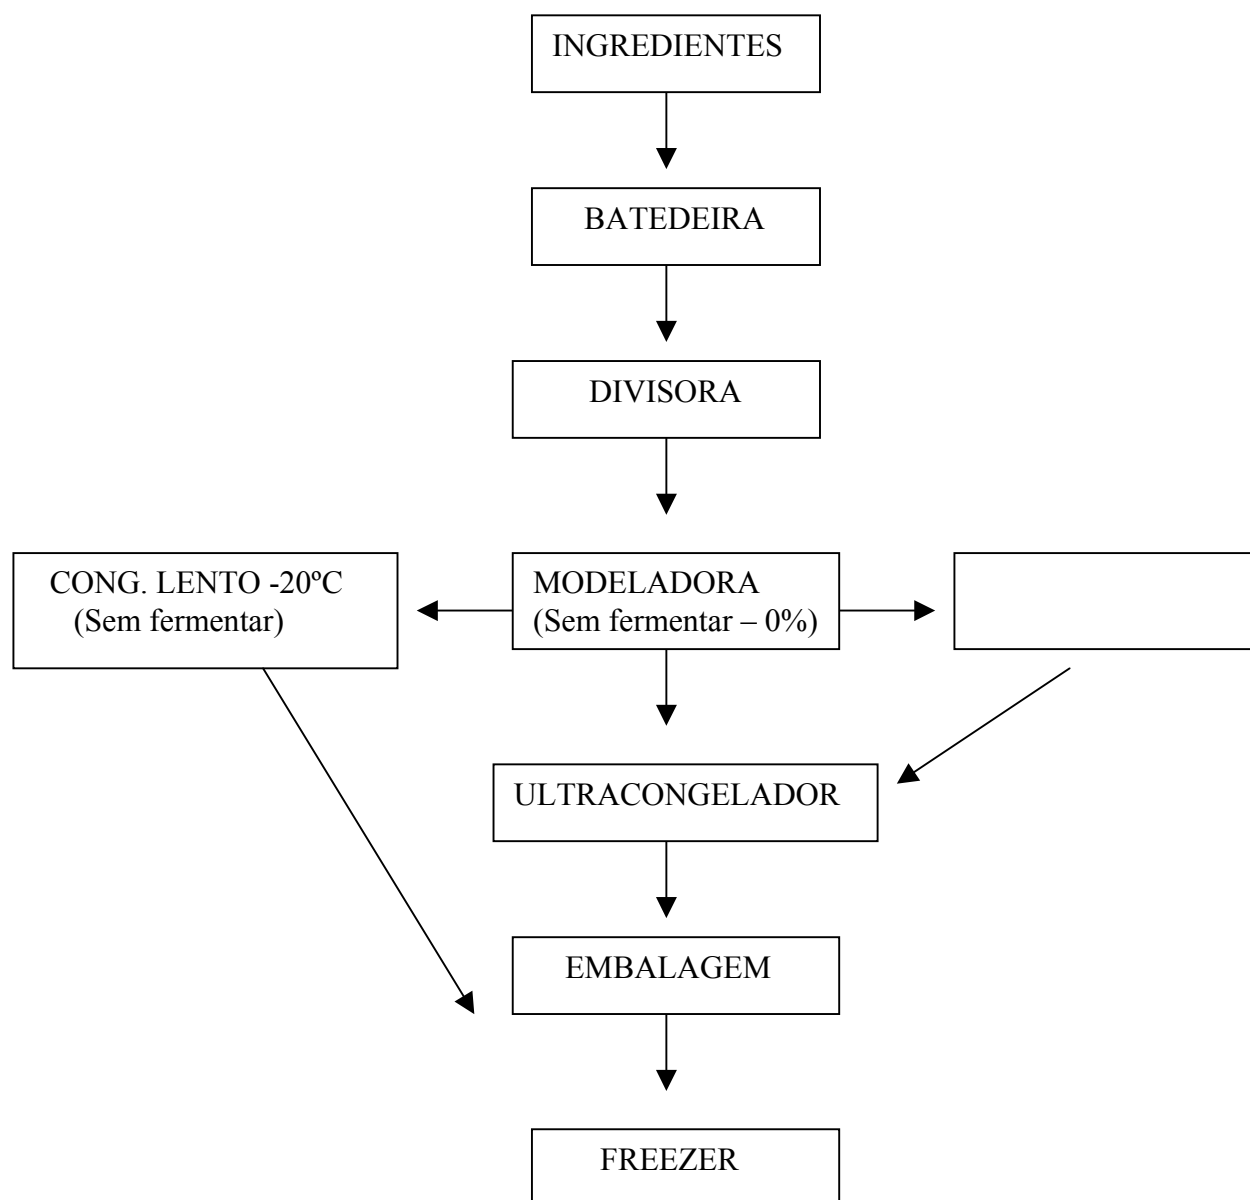 INGREDIENTES
BATEDEIRA
DIVISORA
CONG. LENTO -20ºC
(Sem fermentar)
MODELADORA
(Sem fermentar – 0%)
ULTRACONGELADOR
EMBALAGEM
FREEZER